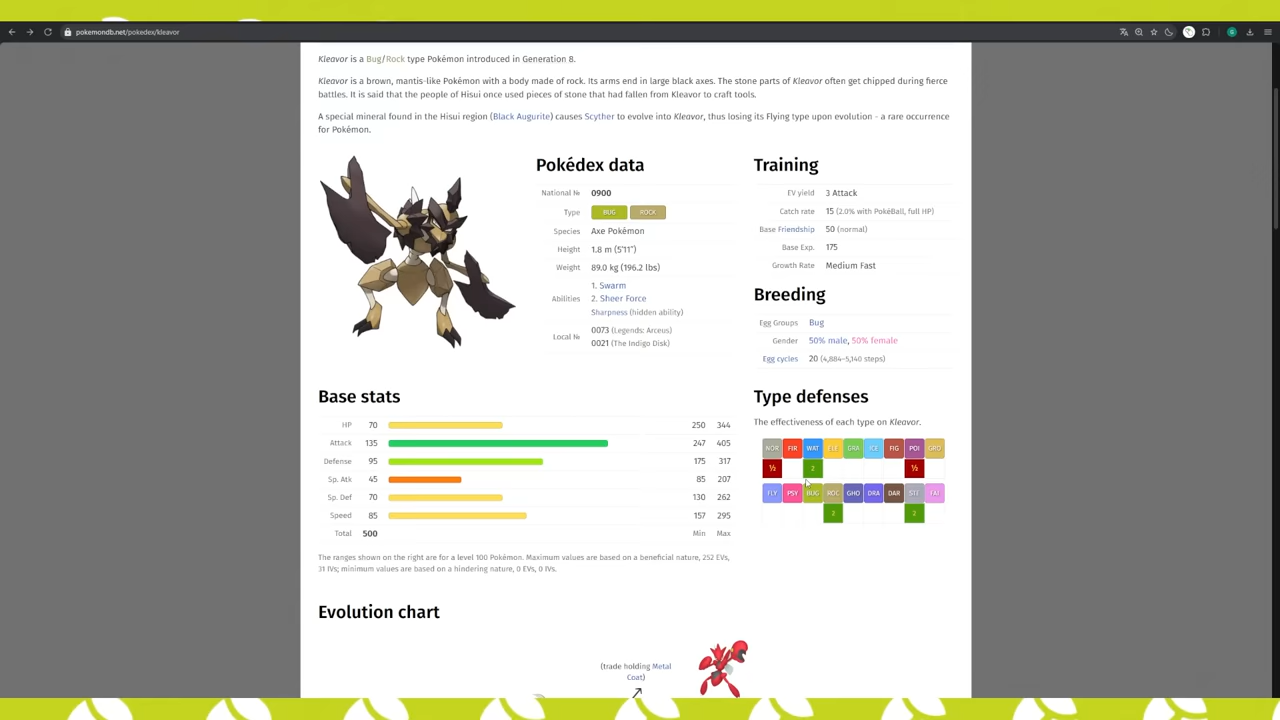 pokemondb.net/pokedex/kleavor
Kleavor is a Bug/Rock type Pokémon introduced in Generation 8.
Kleavor is a brown, mantis-like Pokémon with a body made of rock. Its arms end in large black axes. The stone parts of Kleavor often get chipped during fierce
battles. It is said that the people of Hisui once used pieces of stone that had fallen from Kleavor to craft tools.
A special mineral found in the Hisui region (Black Augurite) causes Scyther to evolve into Kleavor, thus losing its Flying type upon evolution - a rare occurrence
for Pokémon.
Pokédex data
National № 0900
Type BUG ROCK
Species Axe Pokémon
Height 1.8 m (5′11″)
Weight 89.0 kg (196.2 lbs)
Abilities 1. Swarm
2. Sheer Force
Sharpness (hidden ability)
Local № 0073 (Legends: Arceus)
0021 (The Indigo Disk)
Training
EV yield 3 Attack
Catch rate 15 (2.0% with PokéBall, full HP)
Base Friendship 50 (normal)
Base Exp. 175
Growth Rate Medium Fast
Breeding
Egg Groups Bug
Gender 50% male, 50% female
Egg cycles 20 (4,884–5,140 steps)
Base stats
HP 70 250 344
Attack 135 247 405
Defense 95 175 317
Sp. Atk 45 85 207
Sp. Def 70 130 262
Speed 85 157 295
Total 500 Min Max
The ranges shown on the right are for a level 100 Pokémon. Maximum values are based on a beneficial nature, 252 EVs,
31 IVs; minimum values are based on a hindering nature, 0 EVs, 0 IVs.
Type defenses
The effectiveness of each type on Kleavor.
NOR FIR WAT ELE GRA ICE FIG POI GRO
½ 2 ½
FLY PSY BUG ROC GHO DRA DAR STE FAI
2 2
Evolution chart
(trade holding Metal
Coat)